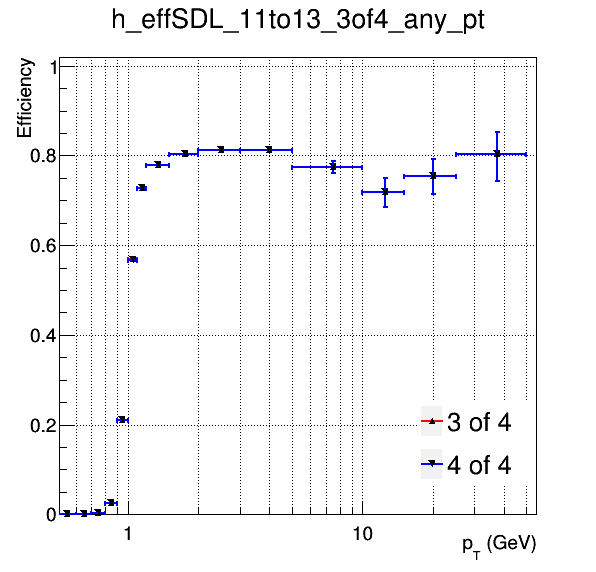 h_effSDL_11to13_3of4_any_pt
Efficiency
1
0.8
0.6
0.4
0.2
0
3 of 4
4 of 4
1
10
p_T (GeV)